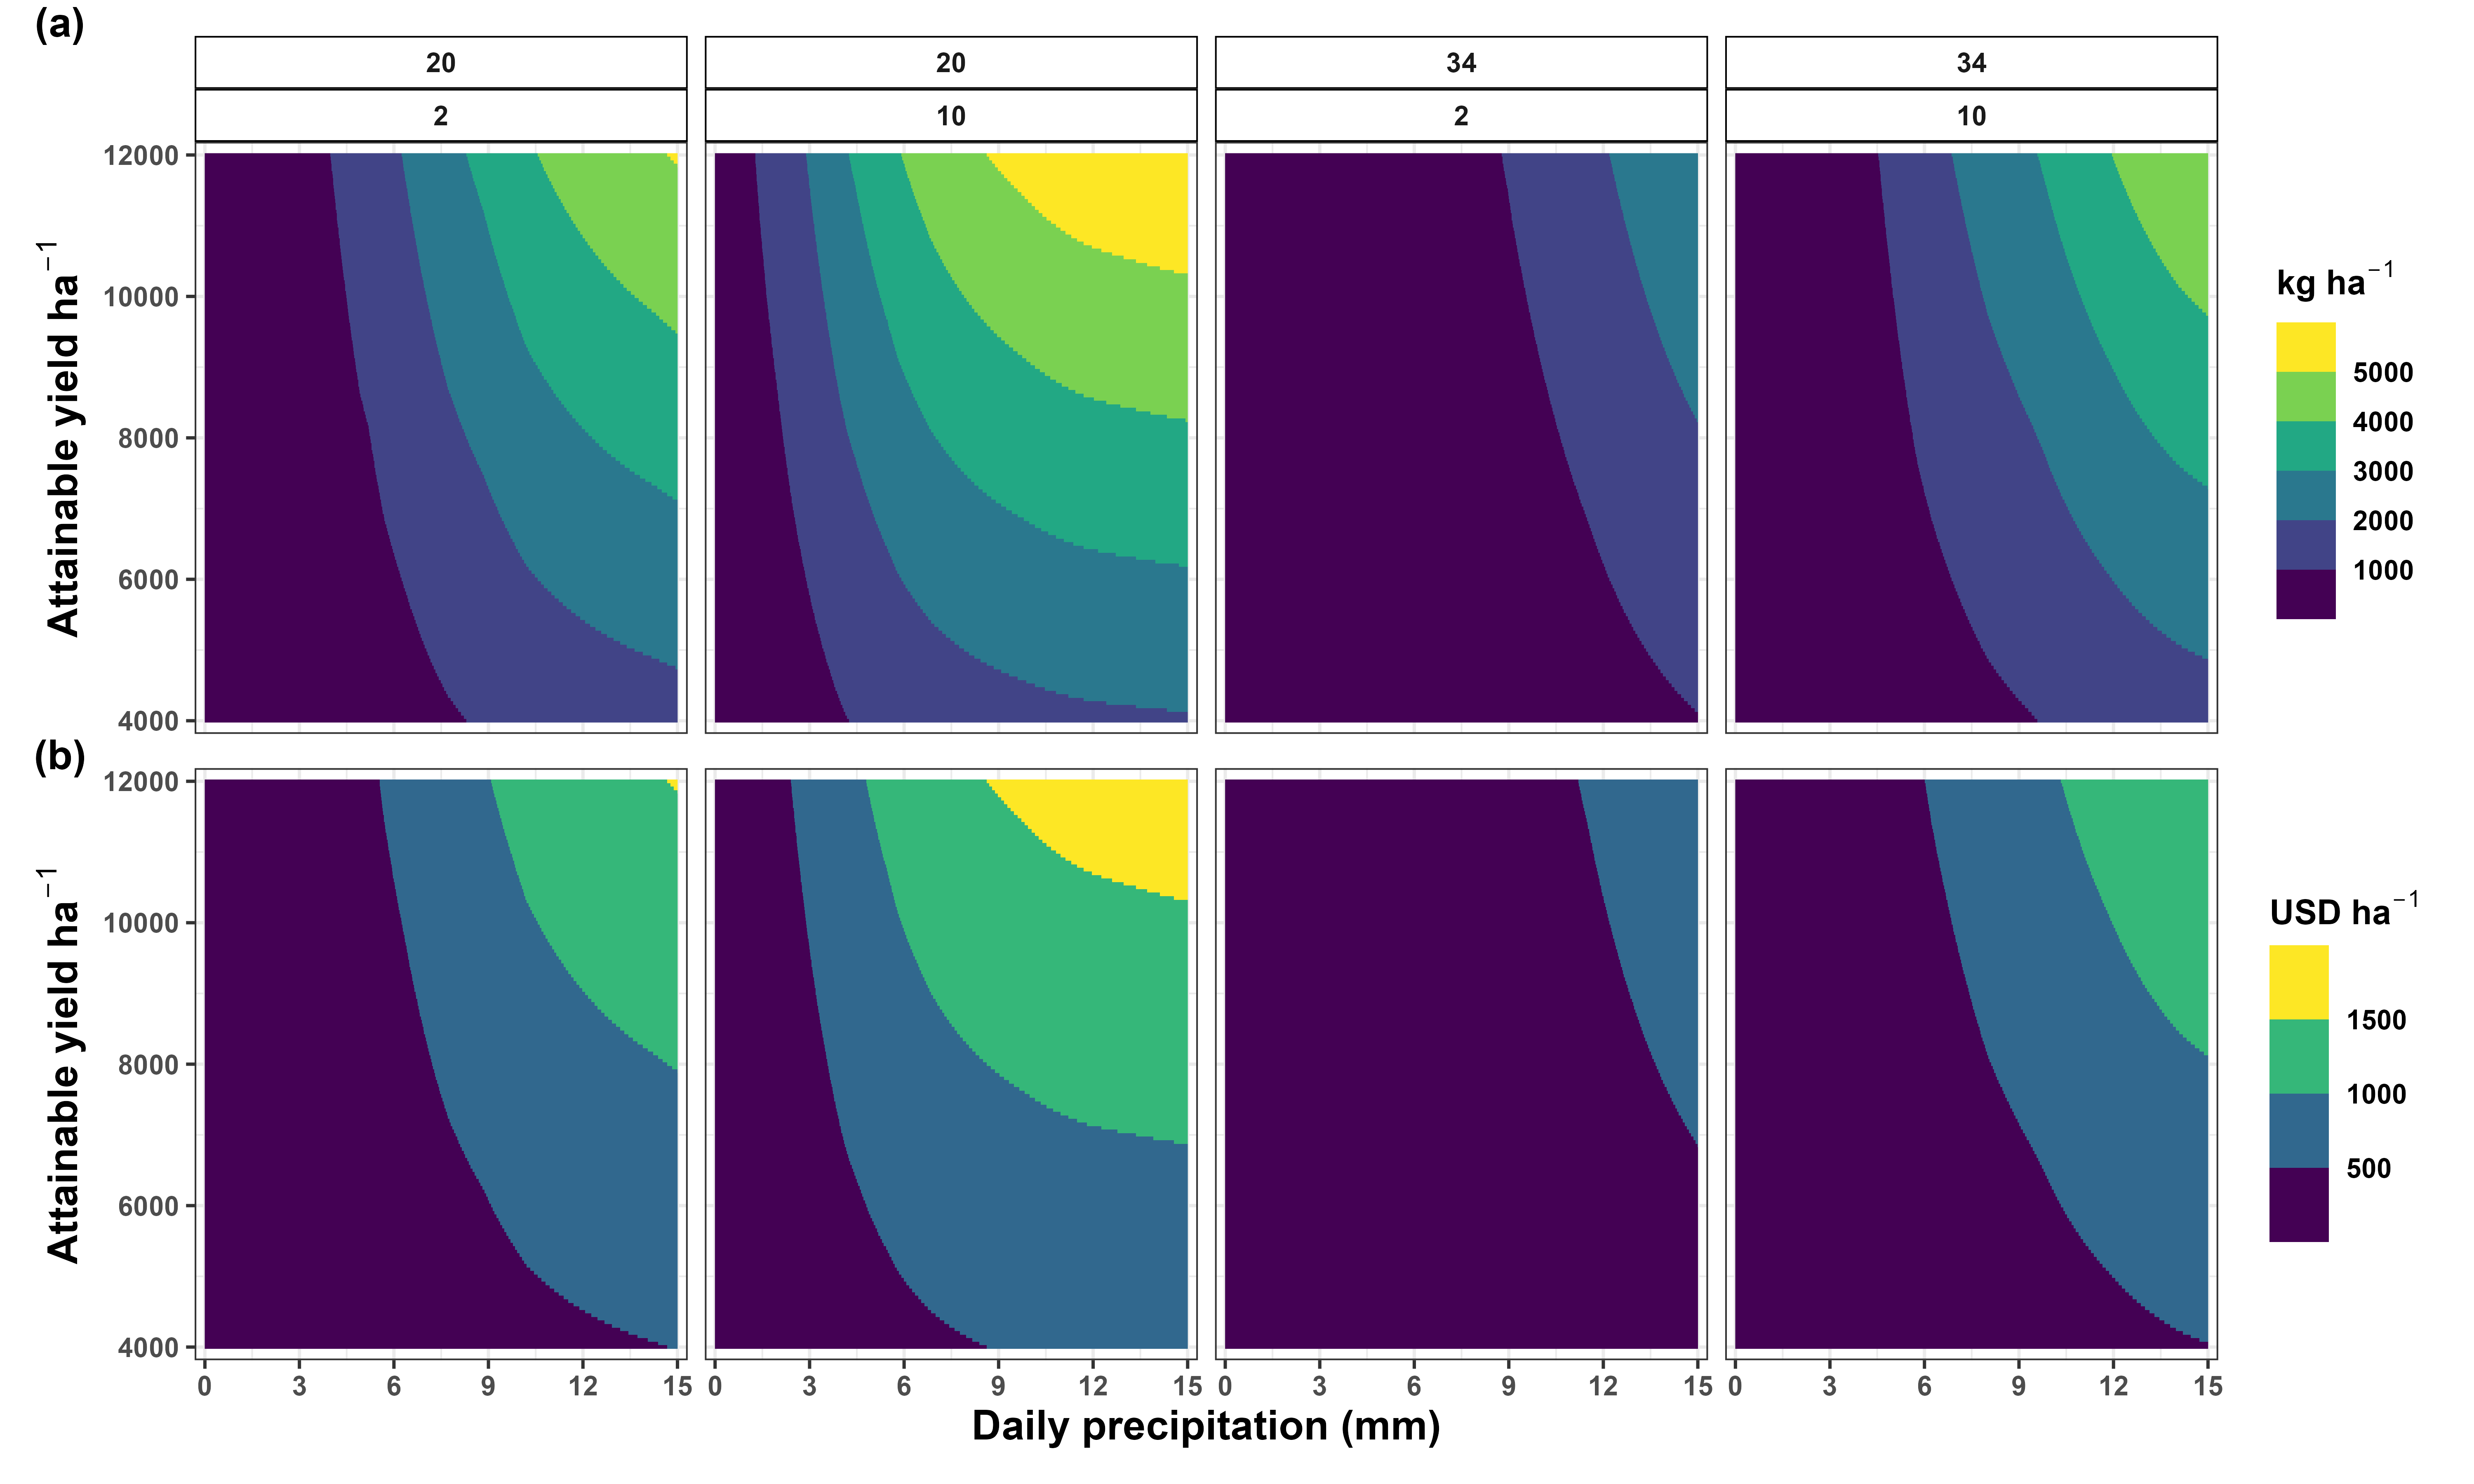 (a)
20 20 34 34
2 10 2 10
12000
10000
8000
6000
4000
Attainable yield ha⁻¹
kg ha⁻¹
5000
4000
3000
2000
1000
(b)
12000
10000
8000
6000
4000
Attainable yield ha⁻¹
USD ha⁻¹
1500
1000
500
0 3 6 9 12 15 0 3 6 9 12 15 0 3 6 9 12 15 0 3 6 9 12 15
Daily precipitation (mm)